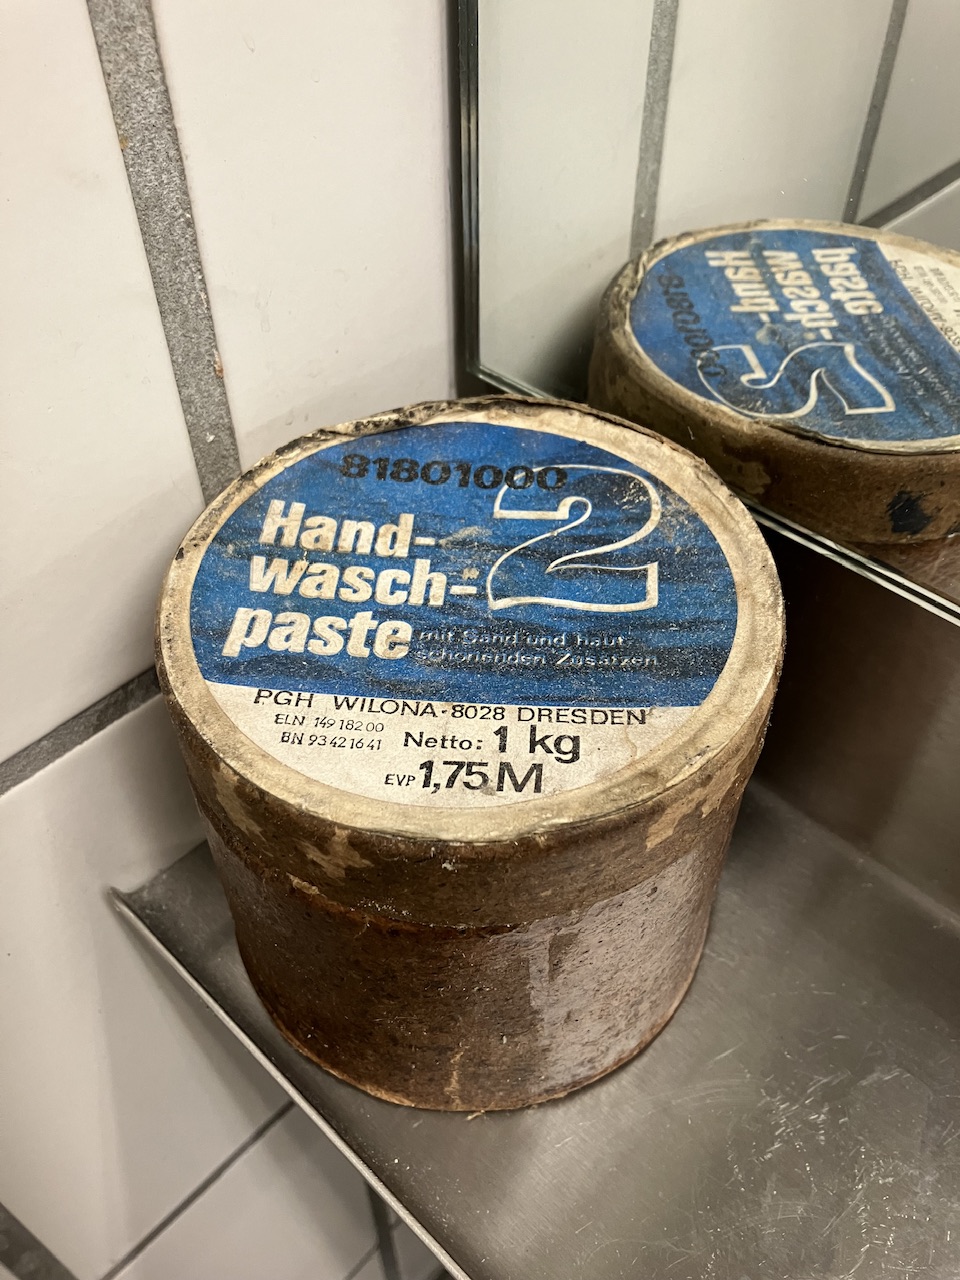 81801000
2
Hand-
wasch-
paste
mit Sand und haut-
schonenden Zusätzen
PGH WILONA · 8028 DRESDEN
ELN 149 182 00
BN 93 42 16 41
Netto: 1 kg
EVP 1,75 M